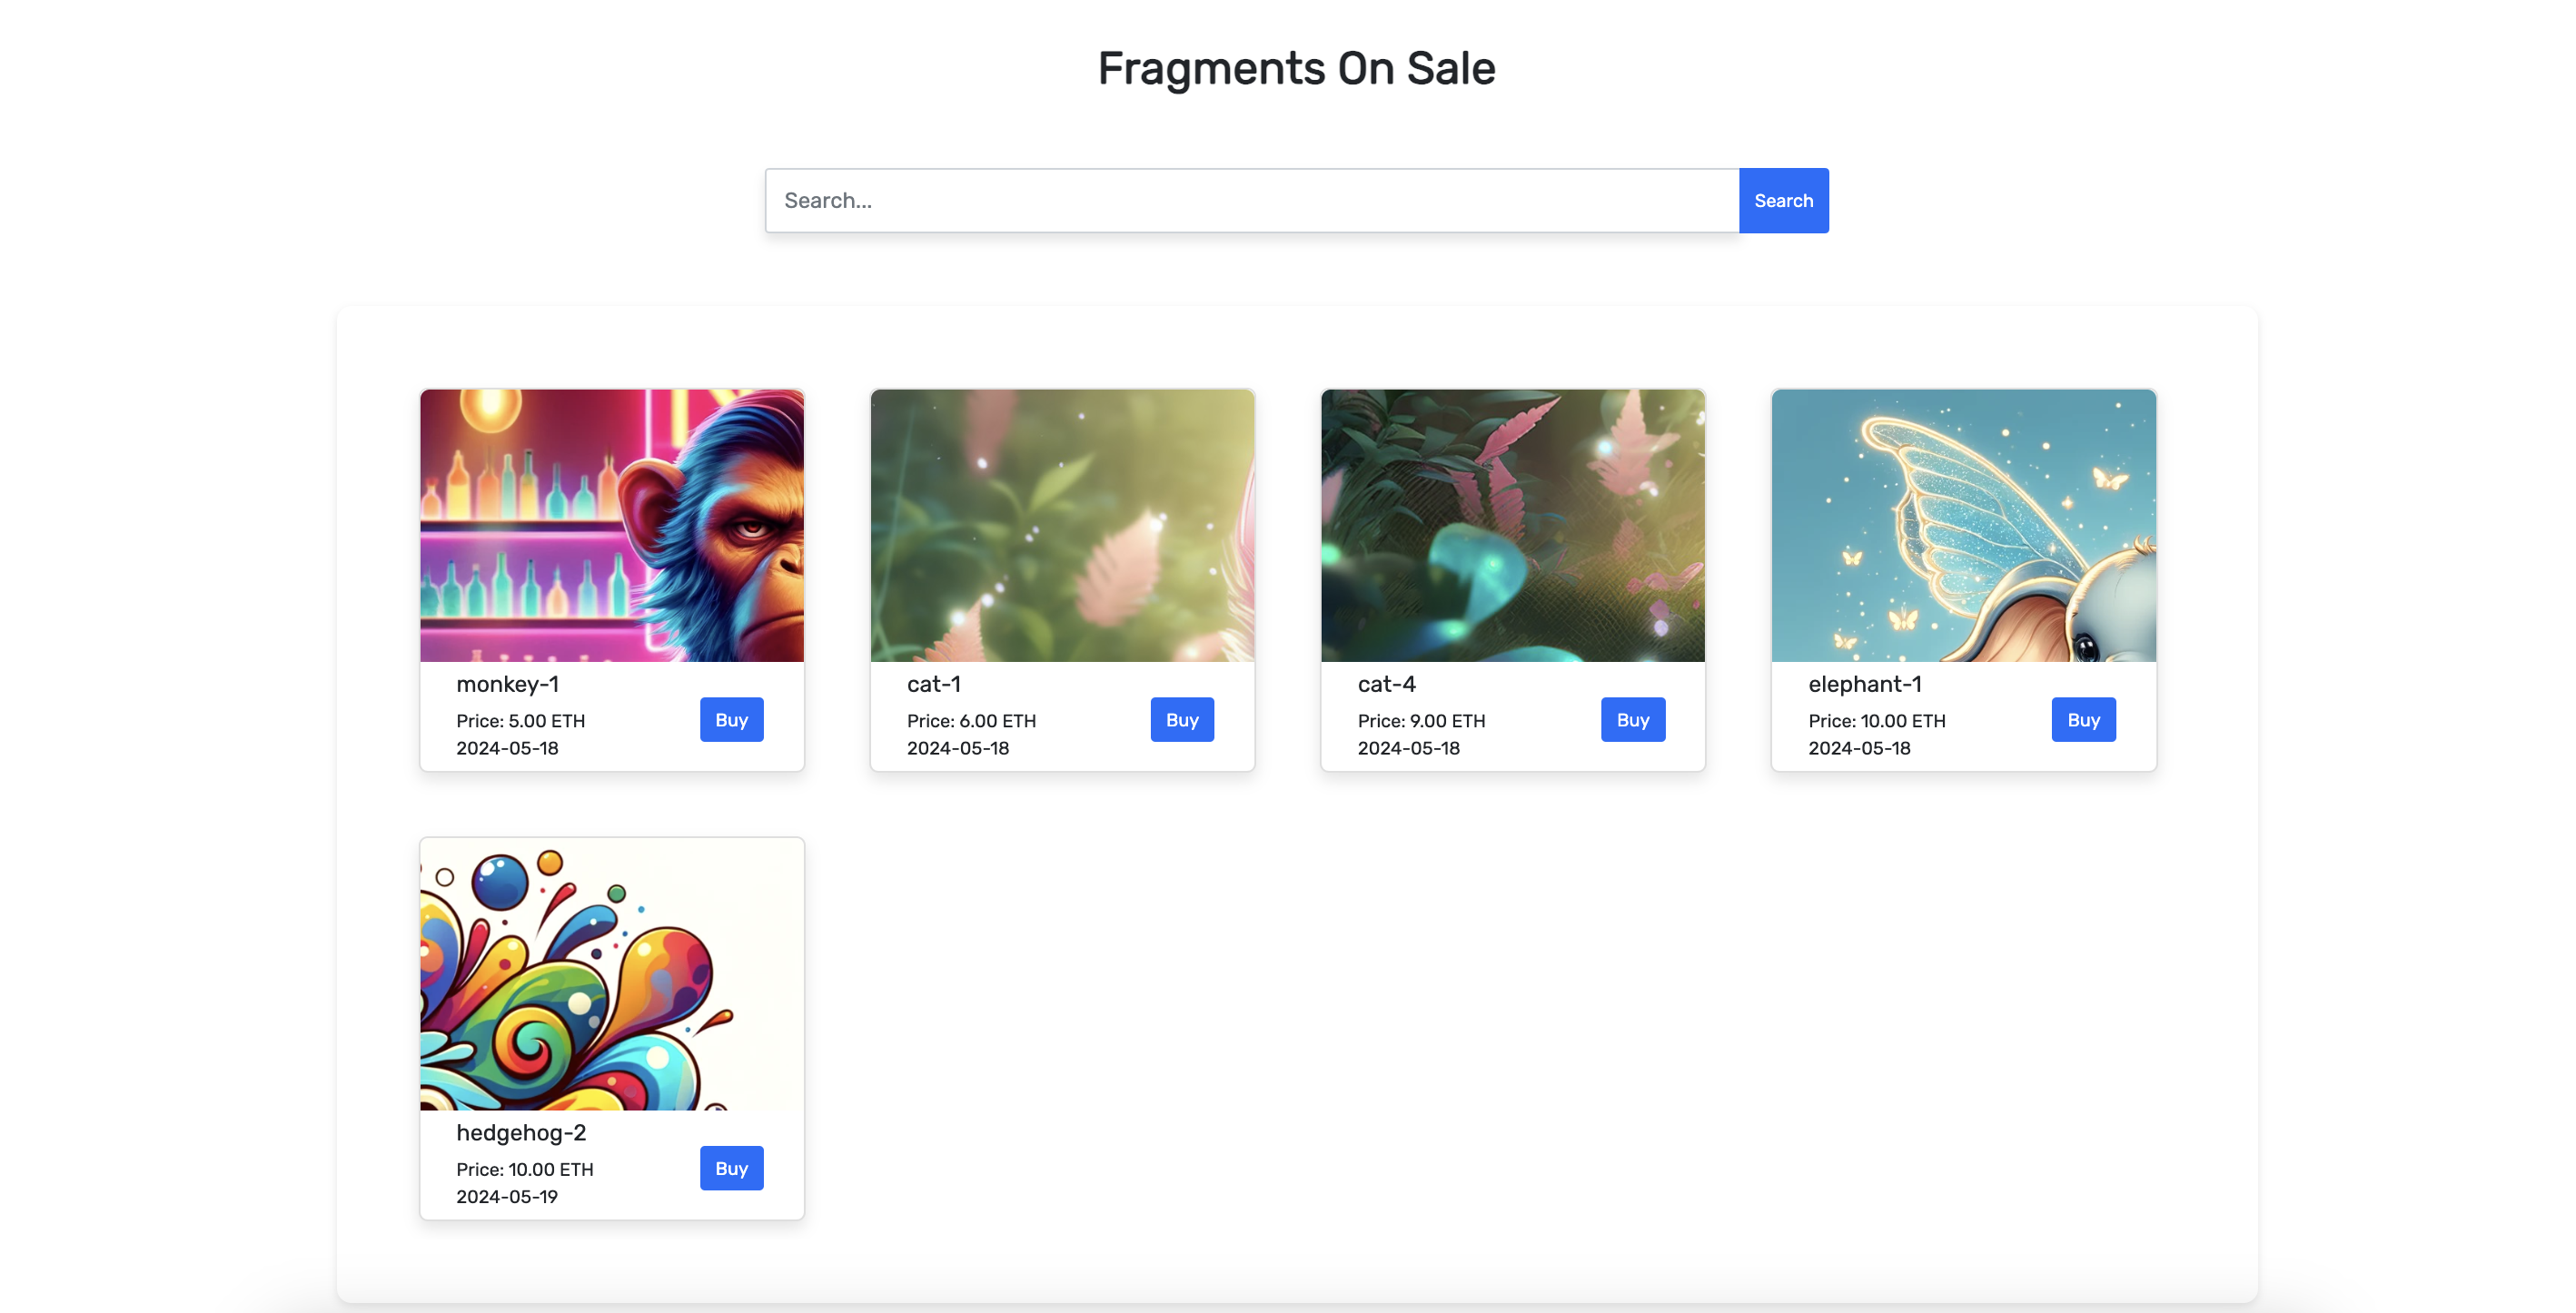 Fragments On Sale
Search...
Search
monkey-1
Price: 5.00 ETH
2024-05-18
Buy
cat-1
Price: 6.00 ETH
2024-05-18
Buy
cat-4
Price: 9.00 ETH
2024-05-18
Buy
elephant-1
Price: 10.00 ETH
2024-05-18
Buy
hedgehog-2
Price: 10.00 ETH
2024-05-19
Buy